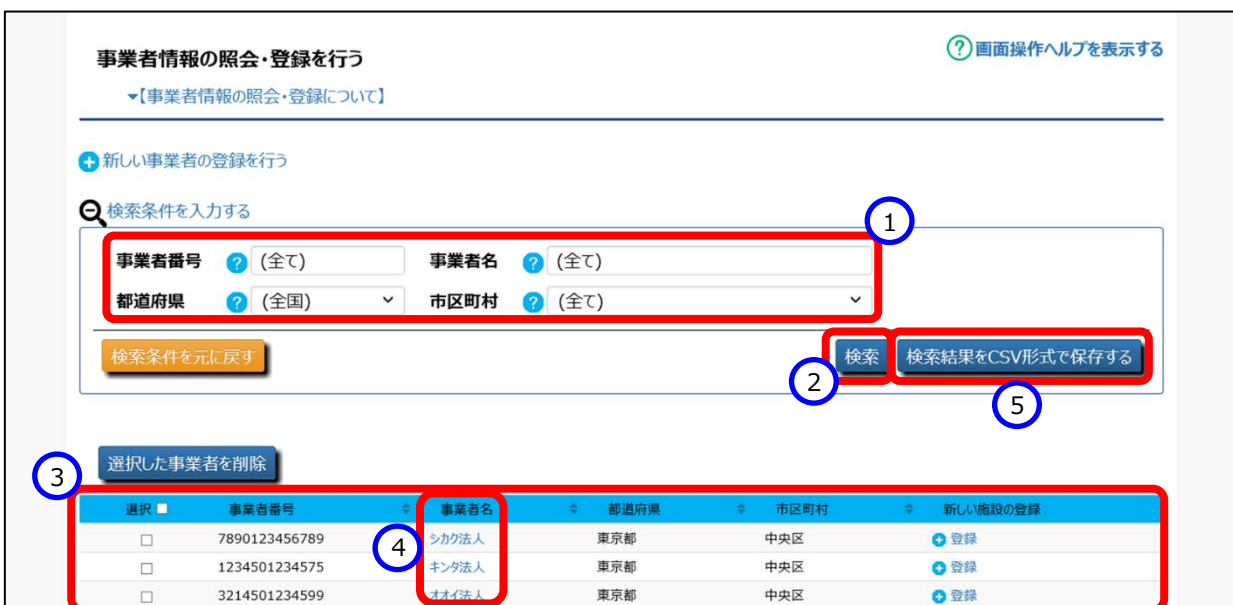 事業者情報の照会・登録を行う
?画面操作ヘルプを表示する
【事業者情報の照会・登録について】
新しい事業者の登録を行う
検索条件を入力する
1
事業者番号 ? (全て) 事業者名 ? (全て)
都道府県 ? (全国) 市区町村 ? (全て)
検索条件を元に戻す 検索 検索結果をCSV形式で保存する
2
5
選択した事業者を削除
3
選択 事業者番号 事業者名 都道府県 市区町村 新しい施設の登録
7890123456789 シカク法人 東京都 中央区 登録
4
1234501234575 キンタ法人 東京都 中央区 登録
3214501234599 オオイ法人 東京都 中央区 登録